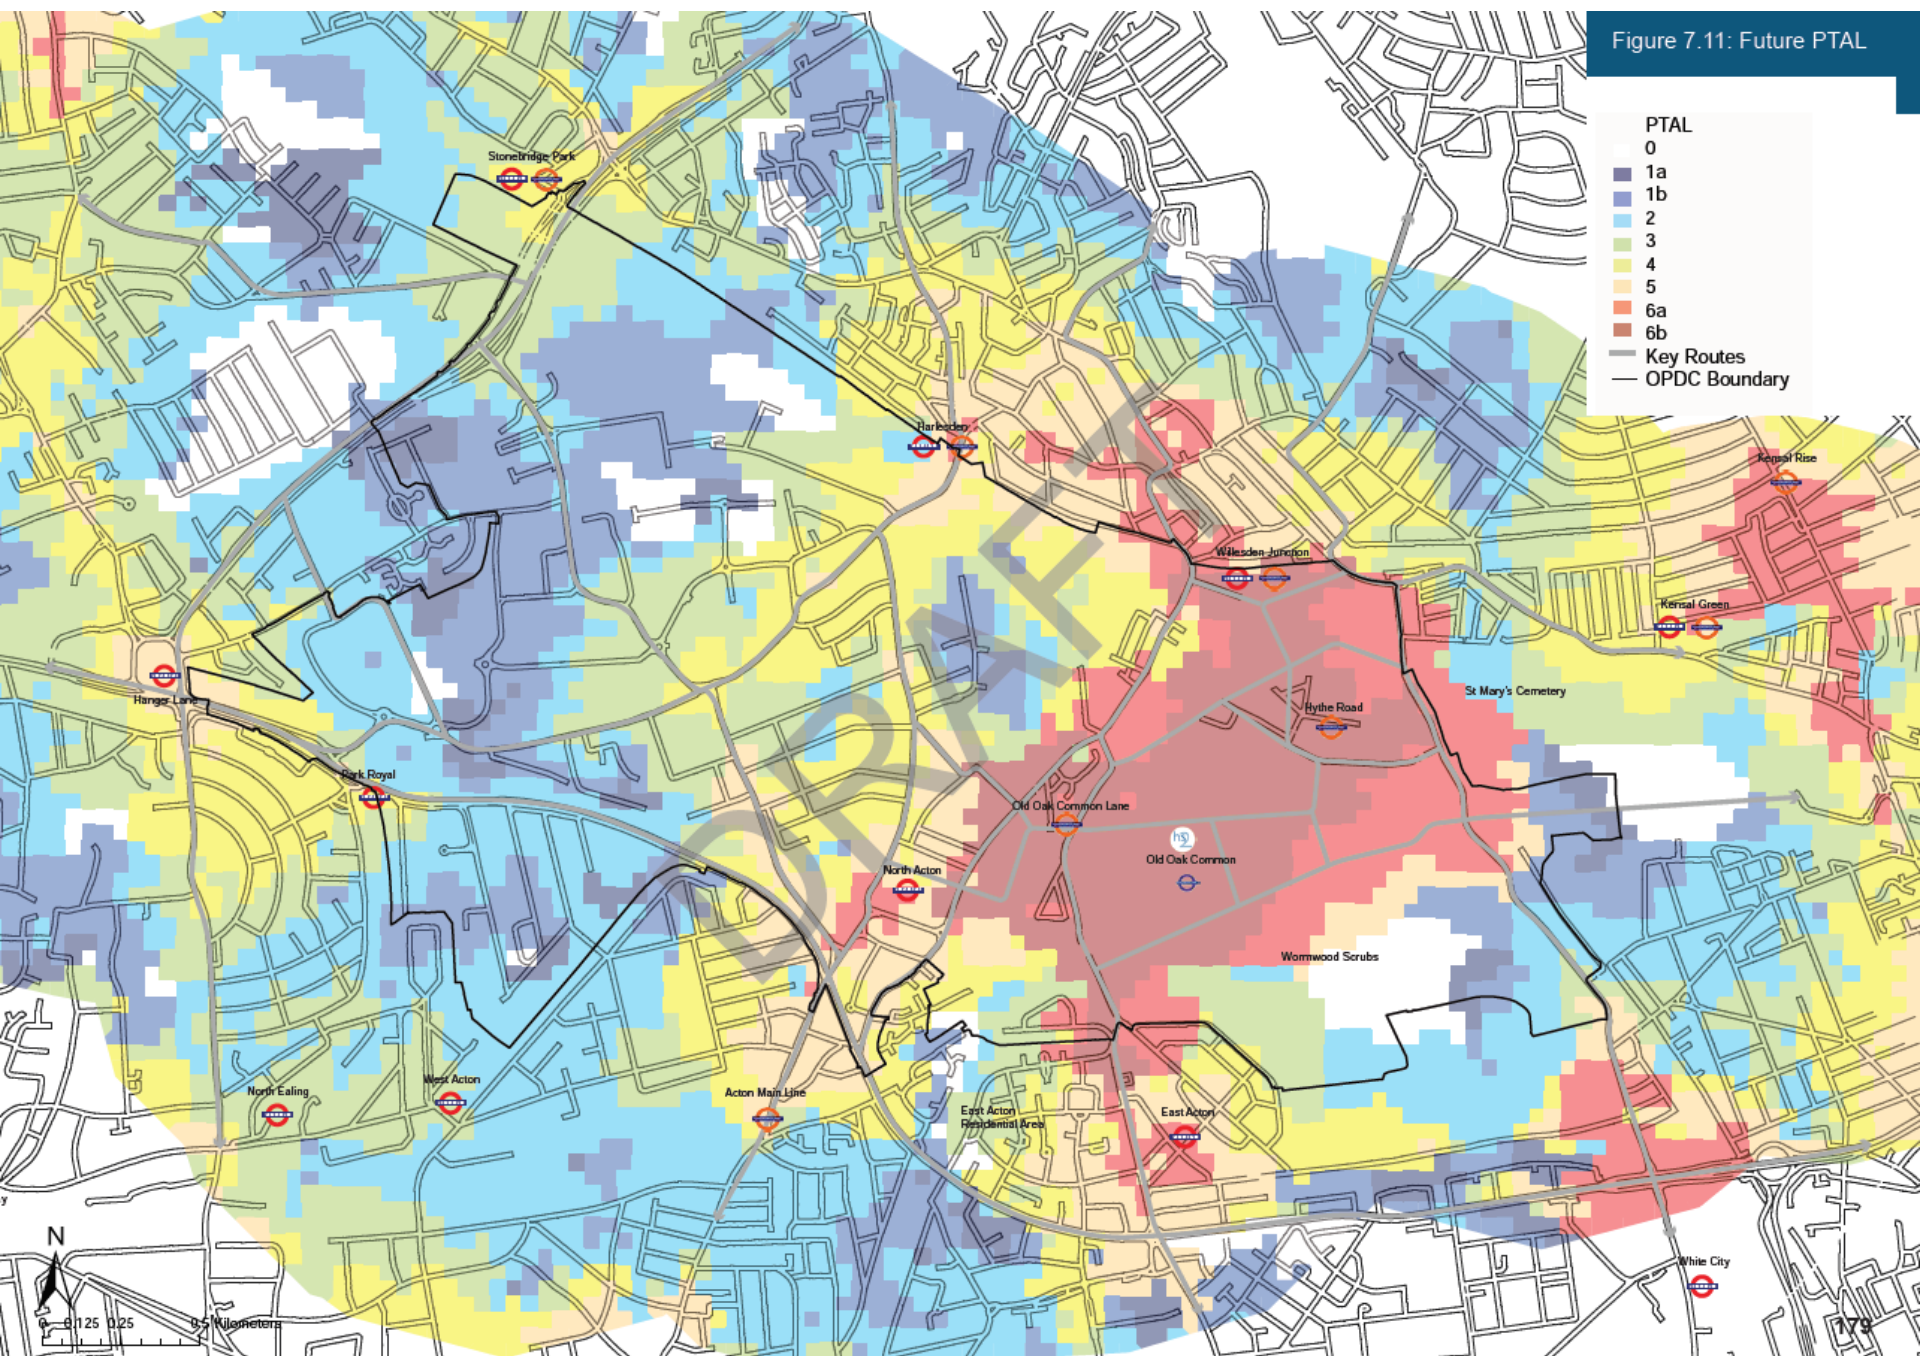 Figure 7.11: Future PTAL
PTAL
0
1a
1b
2
3
4
5
6a
6b
Key Routes
OPDC Boundary
Stonebridge Park
Harlesden
Kensal Rise
Willesden Junction
Kensal Green
Hanger Lane
St Mary's Cemetery
Hythe Road
Park Royal
Old Oak Common Lane
hs2
Old Oak Common
North Acton
Wormwood Scrubs
North Ealing
West Acton
Acton Main Line
East Acton
Residential Area
East Acton
White City
DRAFT
y
N
0 0.125 0.25 0.5 Kilometers
179